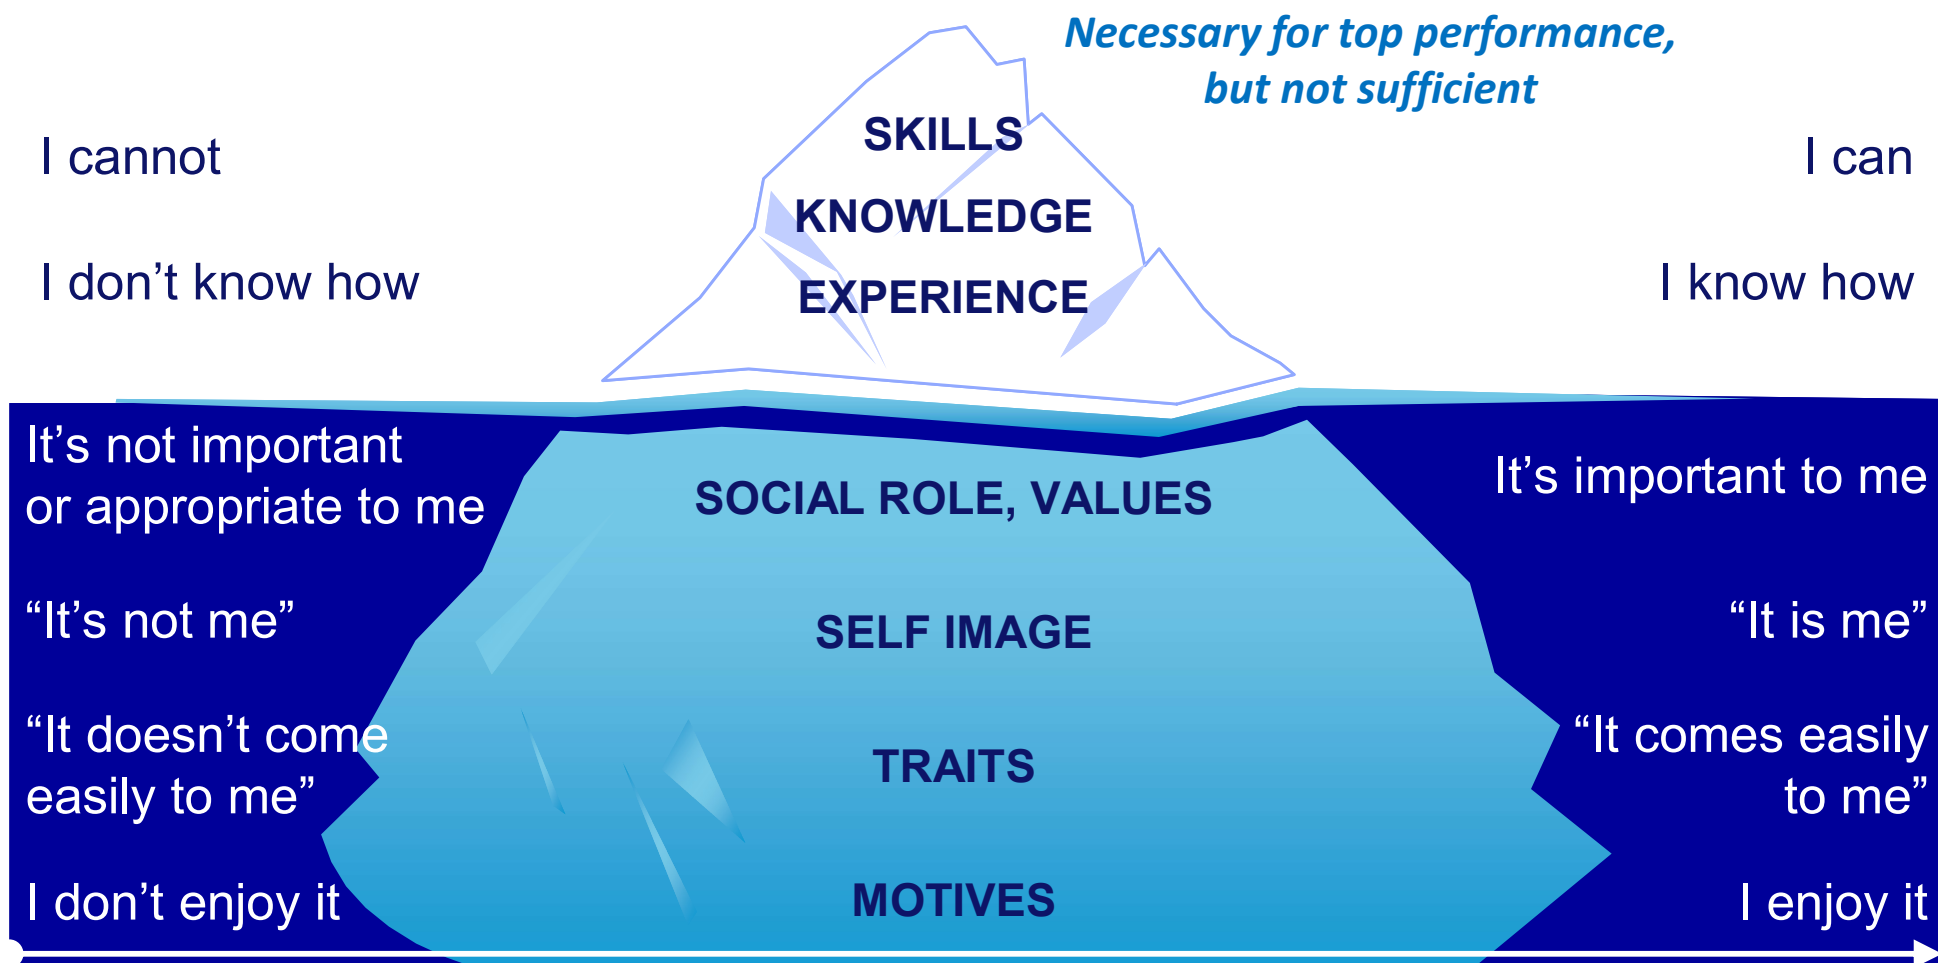 Necessary for top performance,
but not sufficient
SKILLS
I cannot
I can
KNOWLEDGE
I don’t know how
EXPERIENCE
I know how
It’s not important
or appropriate to me
SOCIAL ROLE, VALUES
It’s important to me
“It’s not me”
SELF IMAGE
“It is me”
“It doesn’t come
easily to me”
TRAITS
“It comes easily
to me”
I don’t enjoy it
MOTIVES
I enjoy it